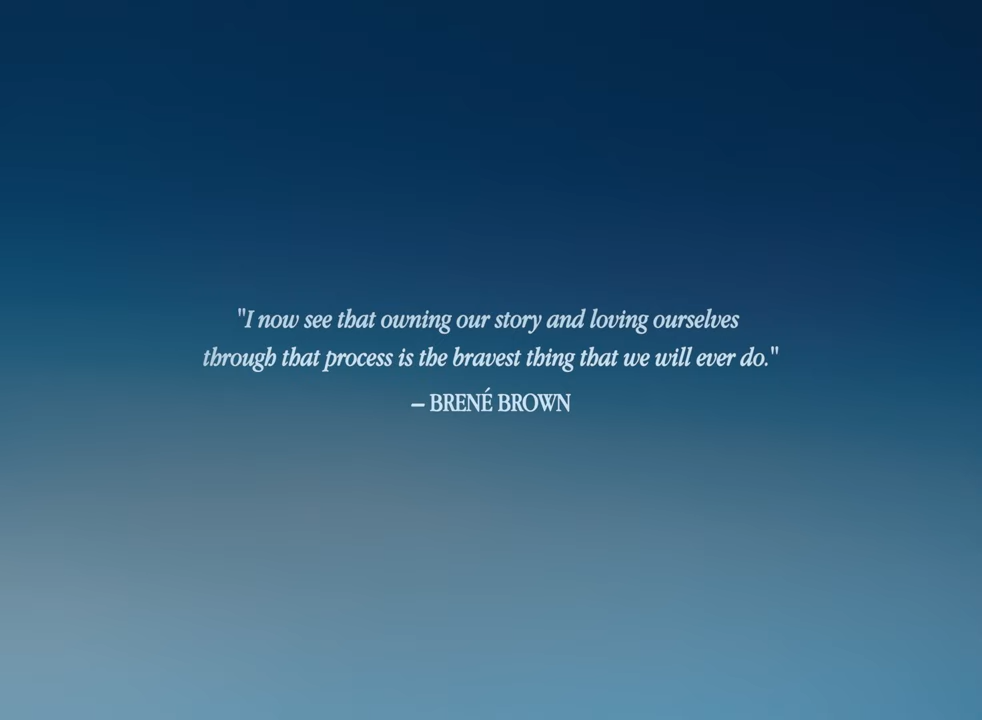 "I now see that owning our story and loving ourselves
through that process is the bravest thing that we will ever do."
– BRENÉ BROWN